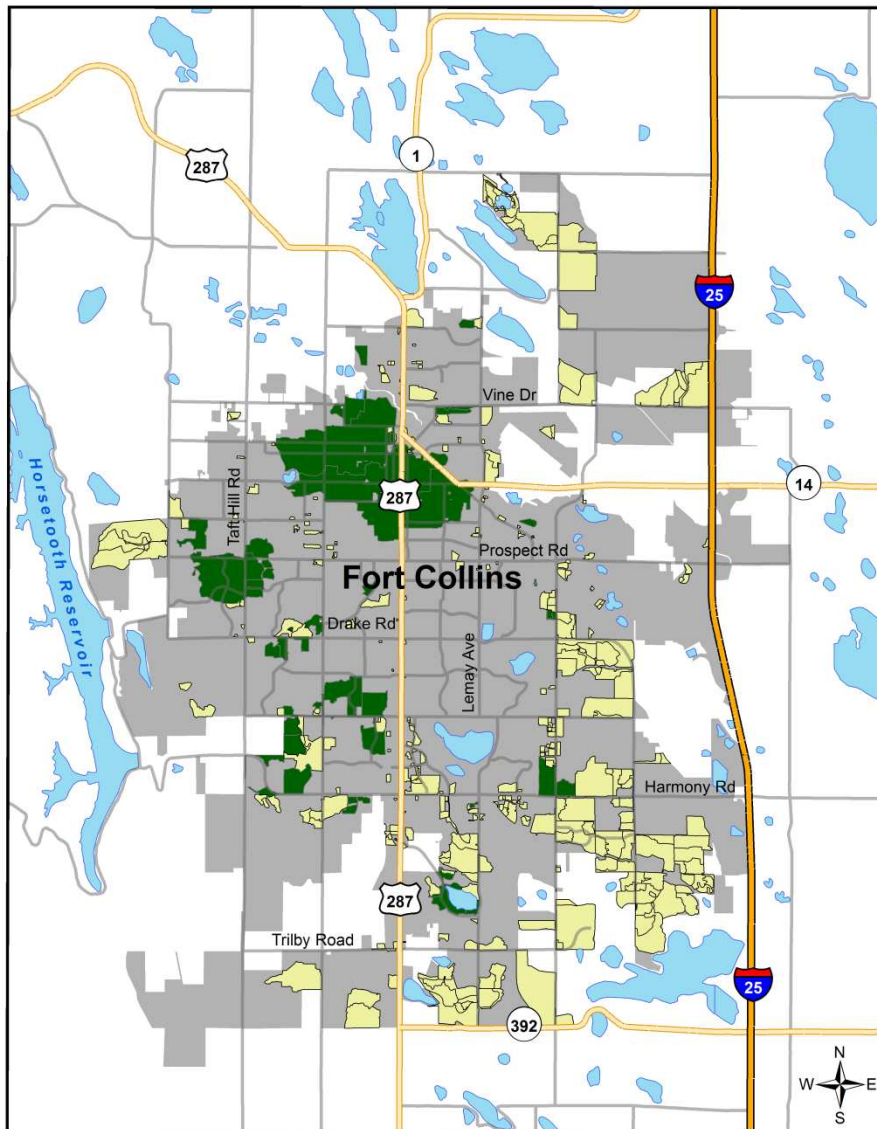 1
287
25
Vine Dr
Taft Hill Rd
287
14
Horsetooth Reservoir
Prospect Rd
Fort Collins
Drake Rd
Lemay Ave
Harmony Rd
287
Trilby Road
25
392
N
W E
S